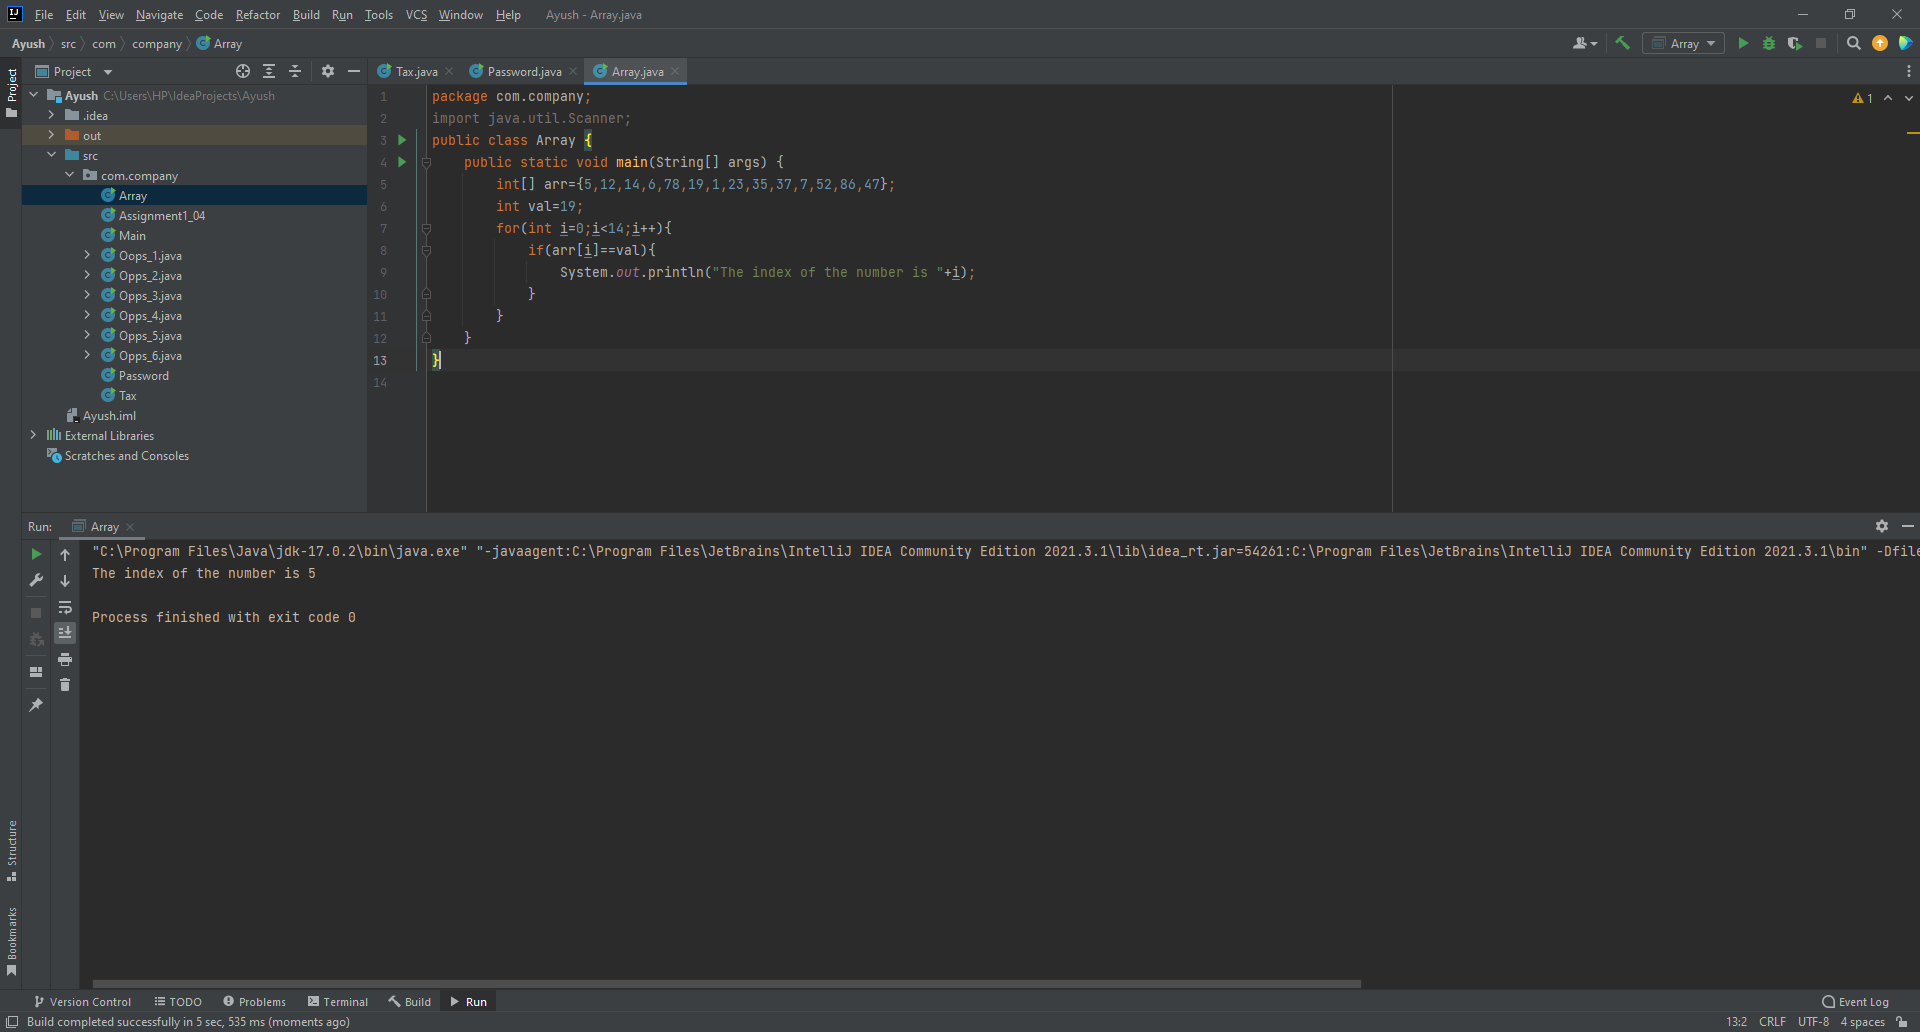 File Edit View Navigate Code Refactor Build Run Tools VCS Window Help Ayush - Array.java
Ayush src com company Array
Array
Project
Project
Tax.java Password.java Array.java
Ayush C:\Users\HP\IdeaProjects\Ayush
.idea
out
src
com.company
Array
Assignment1_04
Main
Oops_1.java
Opps_2.java
Opps_3.java
Opps_4.java
Opps_5.java
Opps_6.java
Password
Tax
Ayush.iml
External Libraries
Scratches and Consoles
1 package com.company;
2 import java.util.Scanner;
3 public class Array {
4 public static void main(String[] args) {
5 int[] arr={5,12,14,6,78,19,1,23,35,37,7,52,86,47};
6 int val=19;
7 for(int i=0;i<14;i++){
8 if(arr[i]==val){
9 System.out.println("The index of the number is "+i);
10 }
11 }
12 }
13 }
14
1
Run: Array
"C:\Program Files\Java\jdk-17.0.2\bin\java.exe" "-javaagent:C:\Program Files\JetBrains\IntelliJ IDEA Community Edition 2021.3.1\lib\idea_rt.jar=54261:C:\Program Files\JetBrains\IntelliJ IDEA Community Edition 2021.3.1\bin" -Dfile
The index of the number is 5
Process finished with exit code 0
Structure
Bookmarks
Version Control TODO Problems Terminal Build Run Event Log
Build completed successfully in 5 sec, 535 ms (moments ago) 13:2 CRLF UTF-8 4 spaces